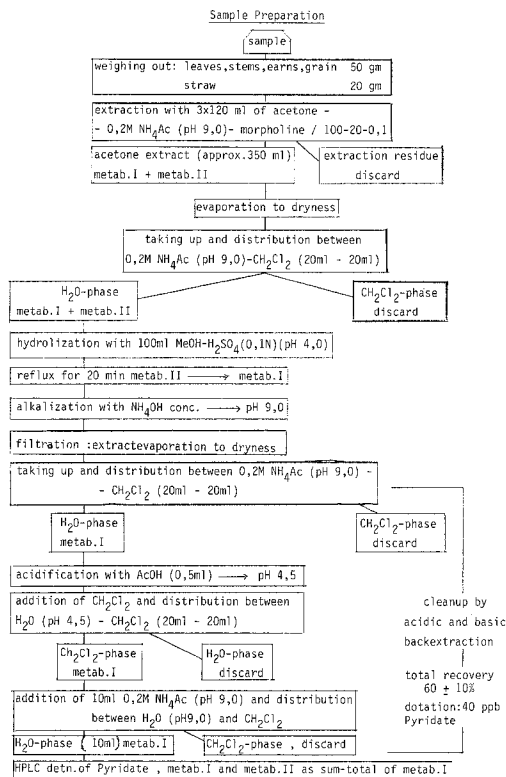 Sample Preparation
sample
weighing out: leaves,stems,earns,grain 50 gm
straw 20 gm
extraction with 3x120 ml of acetone -
- 0,2M NH4Ac (pH 9,0)- morpholine / 100-20-0,1
acetone extract (approx.350 ml)
metab.I + metab.II
extraction residue
discard
evaporation to dryness
taking up and distribution between
0,2M NH4Ac (pH 9,0)-CH2Cl2 (20ml - 20ml)
H2O-phase
metab.I + metab.II
CH2Cl2-phase
discard
hydrolization with 100ml MeOH-H2SO4(0,1N)(pH 4,0)
reflux for 20 min metab.II → metab.I
alkalization with NH4OH conc. → pH 9,0
filtration :extractevaporation to dryness
taking up and distribution between 0,2M NH4Ac (pH 9,0) -
- CH2Cl2 (20ml - 20ml)
H2O-phase
metab.I
CH2Cl2-phase
discard
acidification with AcOH (0,5ml) → pH 4,5
addition of CH2Cl2 and distribution between
H2O (pH 4,5) - CH2Cl2 (20ml - 20ml)
Ch2Cl2-phase
metab.I
H2O-phase
discard
cleanup by
acidic and basic
backextraction
total recovery
60 ± 10%
dotation:40 ppb
Pyridate
addition of 10ml 0,2M NH4Ac (pH 9,0) and distribution
between H2O (pH9,0) and CH2Cl2
H2O-phase ( 10ml) metab.I
CH2Cl2-phase , discard
HPLC detn.of Pyridate , metab.I and metab.II as sum-total of metab.I